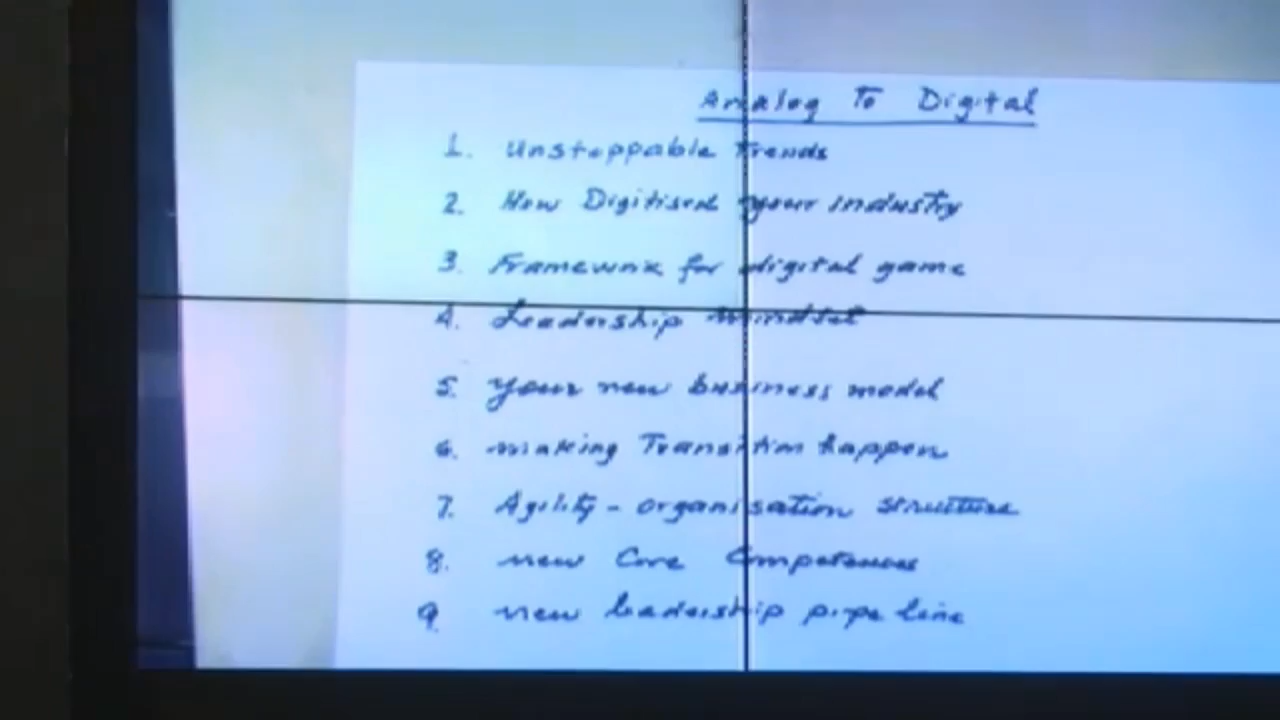 Analog To Digital
1. Unstoppable Trends
2. How Digitised your industry
3. Framework for digital game
4. Leadership mindset
5. Your new business model
6. making Transition happen
7. Agility - organisation structure
8. new Core Competences
9. new leadership pipe line